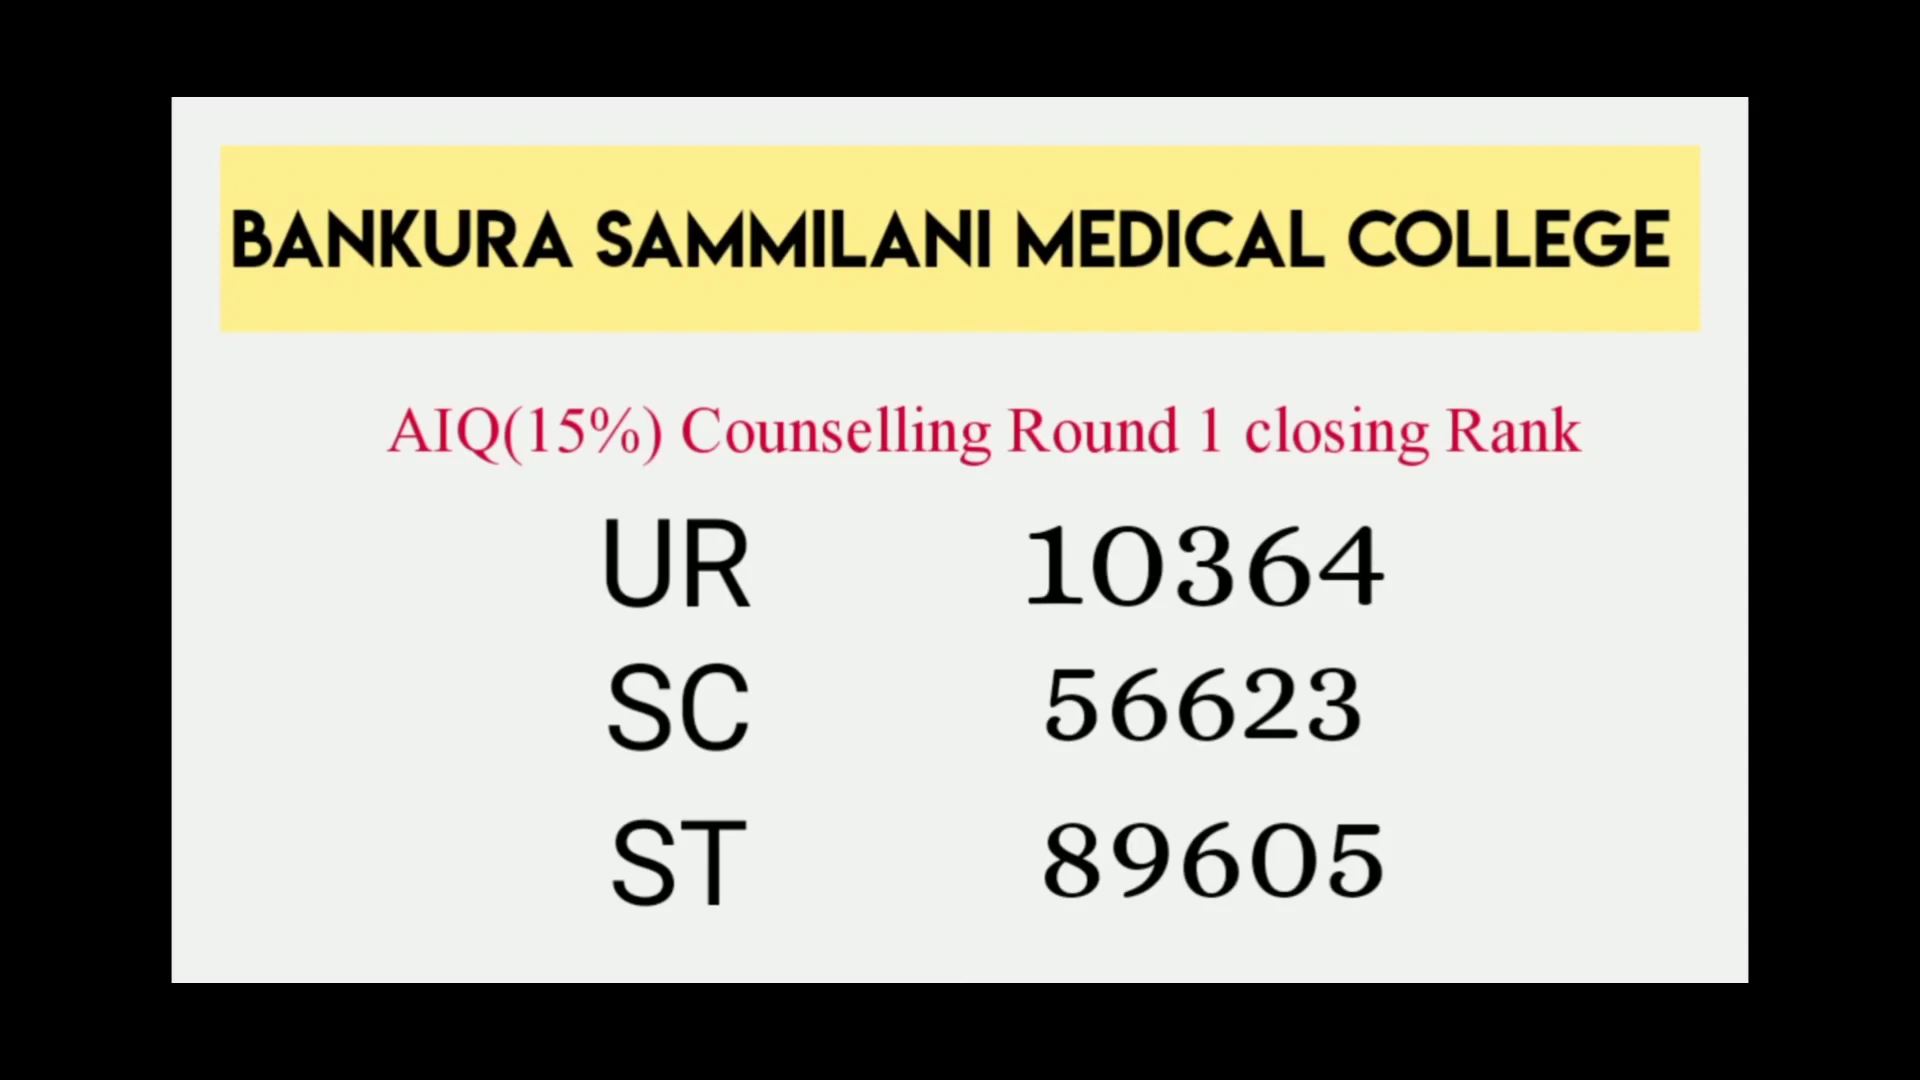 BANKURA SAMMILANI MEDICAL COLLEGE
AIQ(15%) Counselling Round 1 closing Rank
UR 10364
SC 56623
ST 89605